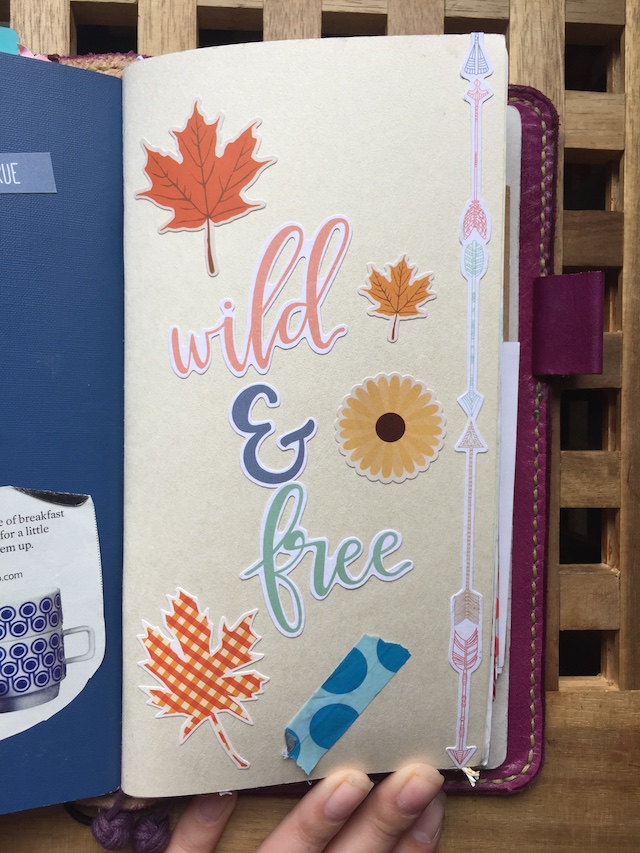 wild
&
free
e of breakfast
for a little
em up.
.com